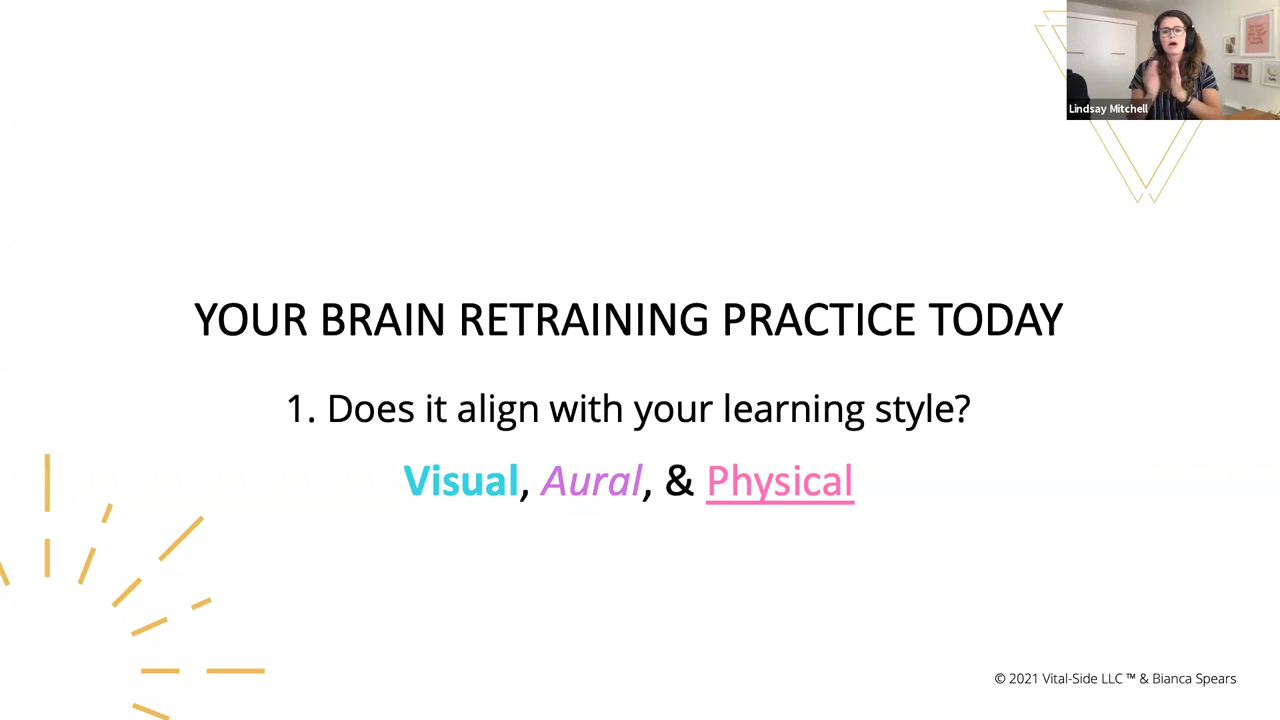 Lindsay Mitchell
YOUR BRAIN RETRAINING PRACTICE TODAY
1. Does it align with your learning style?
Visual, Aural, & Physical
© 2021 Vital-Side LLC ™ & Bianca Spears